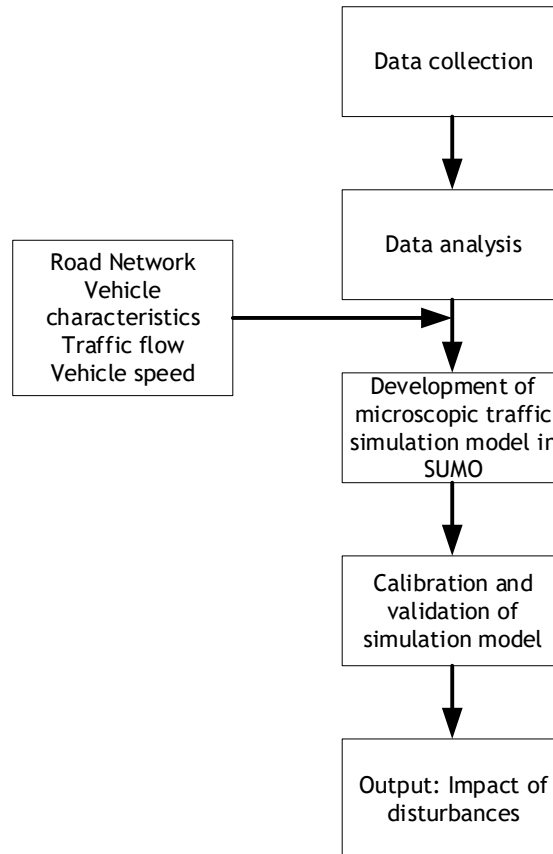 Data collection
Data analysis
Road Network
Vehicle
characteristics
Traffic flow
Vehicle speed
Development of
microscopic traffic
simulation model in
SUMO
Calibration and
validation of
simulation model
Output: Impact of
disturbances